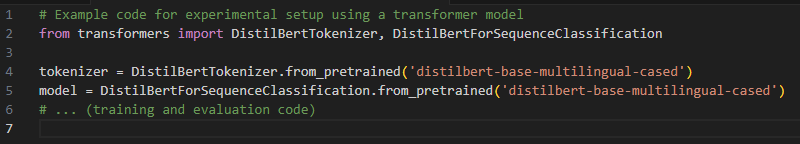 1 # Example code for experimental setup using a transformer model
2 from transformers import DistilBertTokenizer, DistilBertForSequenceClassification
3
4 tokenizer = DistilBertTokenizer.from_pretrained('distilbert-base-multilingual-cased')
5 model = DistilBertForSequenceClassification.from_pretrained('distilbert-base-multilingual-cased')
6 # ... (training and evaluation code)
7